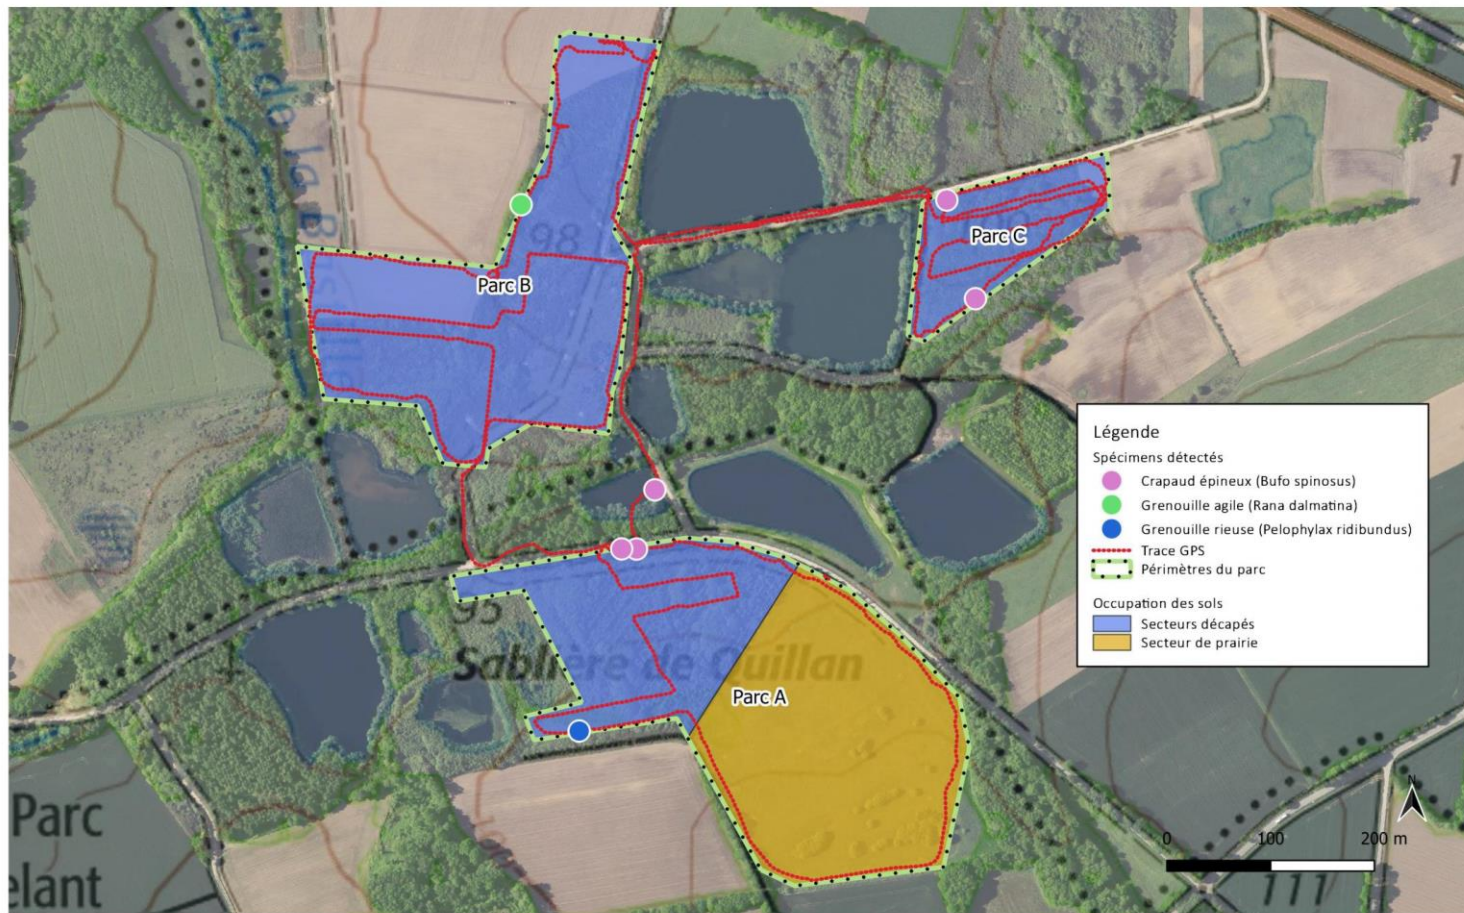 98
Parc B
Parc C
95
Sablière de Quillan
Parc A
Parc
elant
111
Légende
Spécimens détectés
Crapaud épineux (Bufo spinosus)
Grenouille agile (Rana dalmatina)
Grenouille rieuse (Pelophylax ridibundus)
Trace GPS
Périmètres du parc
Occupation des sols
Secteurs décapés
Secteur de prairie
N
0 100 200 m